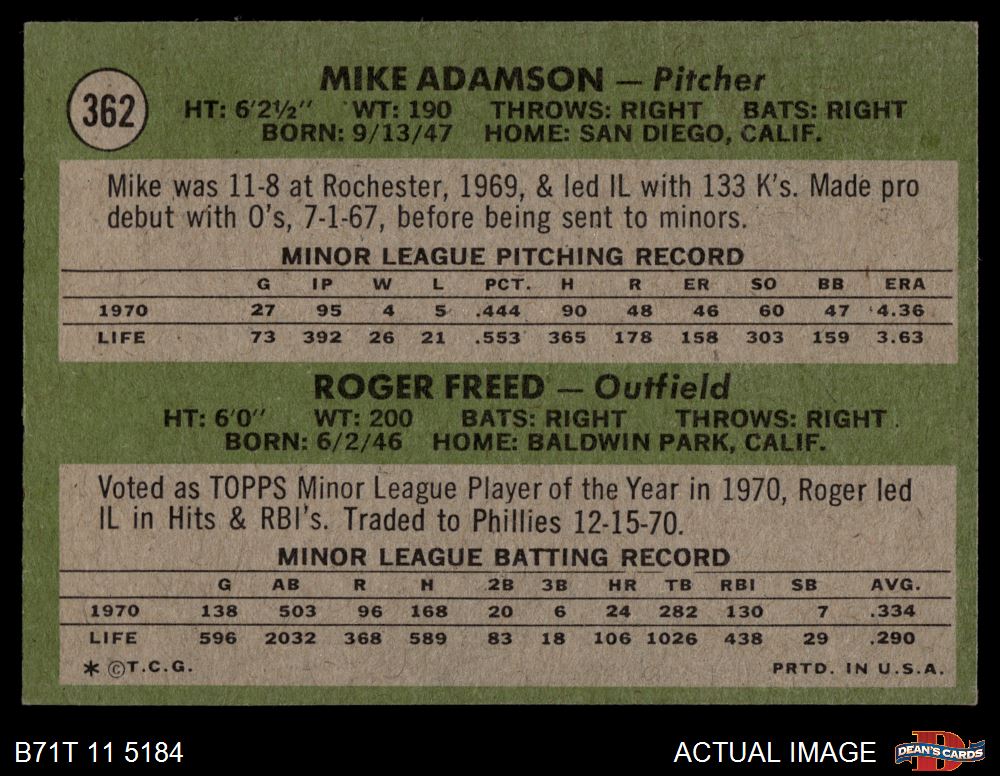 362
MIKE ADAMSON — Pitcher
HT: 6'2½" WT: 190 THROWS: RIGHT BATS: RIGHT
BORN: 9/13/47 HOME: SAN DIEGO, CALIF.
Mike was 11-8 at Rochester, 1969, & led IL with 133 K's. Made pro
debut with O's, 7-1-67, before being sent to minors.
MINOR LEAGUE PITCHING RECORD
G IP W L PCT. H R ER SO BB ERA
1970 27 95 4 5 .444 90 48 46 60 47 4.36
LIFE 73 392 26 21 .553 365 178 158 303 159 3.63
ROGER FREED — Outfield
HT: 6'0" WT: 200 BATS: RIGHT THROWS: RIGHT
BORN: 6/2/46 HOME: BALDWIN PARK, CALIF.
Voted as TOPPS Minor League Player of the Year in 1970, Roger led
IL in Hits & RBI's. Traded to Phillies 12-15-70.
MINOR LEAGUE BATTING RECORD
G AB R H 2B 3B HR TB RBI SB AVG.
1970 138 503 96 168 20 6 24 282 130 7 .334
LIFE 596 2032 368 589 83 18 106 1026 438 29 .290
* ©T.C.G. PRTD. IN U.S.A.
B71T 11 5184 ACTUAL IMAGE DEAN'S CARDS